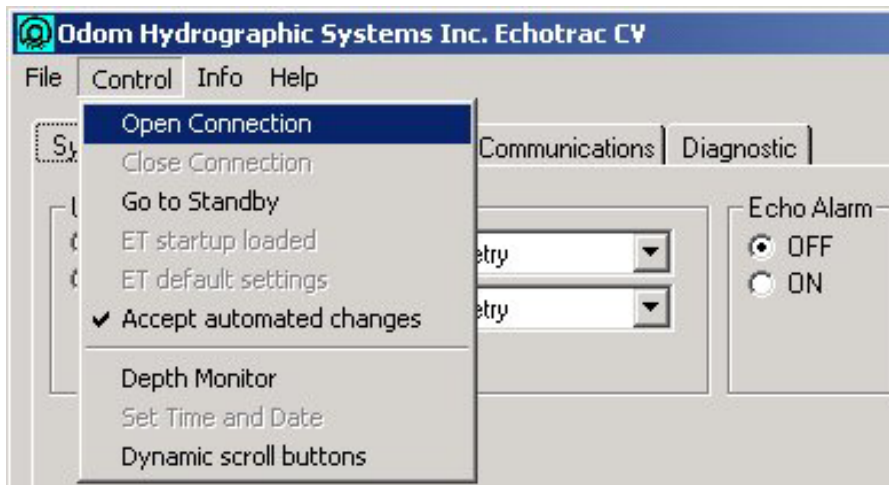 Odom Hydrographic Systems Inc. Echotrac CV
File Control Info Help
Open Connection
Communications Diagnostic
Close Connection
Go to Standby
Echo Alarm
ET startup loaded
OFF
ET default settings
ON
Accept automated changes
Depth Monitor
Set Time and Date
Dynamic scroll buttons